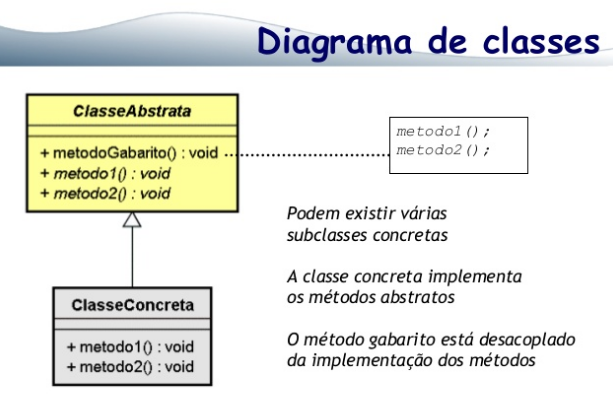 Diagrama de classes
ClasseAbstrata
+ metodoGabarito() : void
+ metodo1() : void
+ metodo2() : void
metodo1();
metodo2();
Podem existir várias
subclasses concretas
A classe concreta implementa
os métodos abstratos
O método gabarito está desacoplado
da implementação dos métodos
ClasseConcreta
+ metodo1() : void
+ metodo2() : void